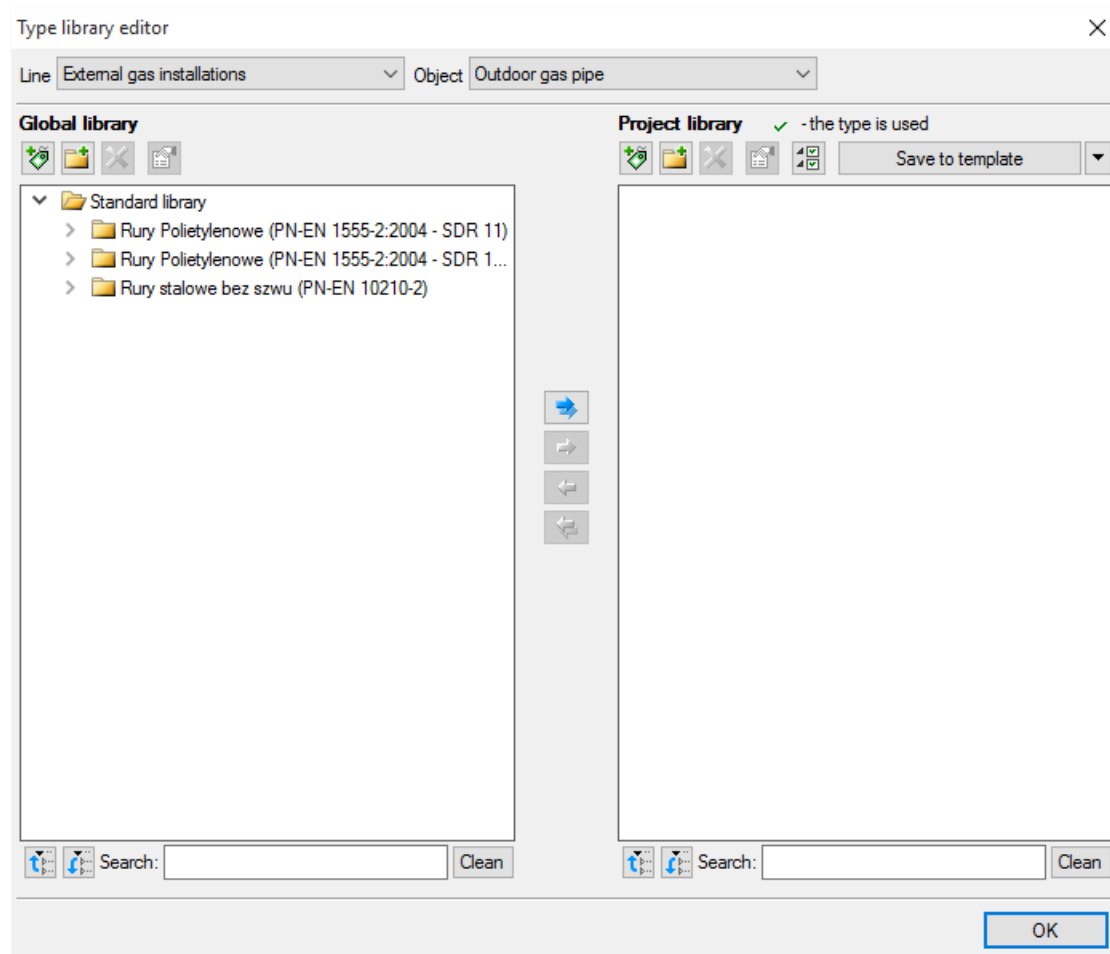 Type library editor
Line External gas installations Object Outdoor gas pipe
Global library
Project library - the type is used
Save to template
Standard library
Rury Polietylenowe (PN-EN 1555-2:2004 - SDR 11)
Rury Polietylenowe (PN-EN 1555-2:2004 - SDR 1...
Rury stalowe bez szwu (PN-EN 10210-2)
Search: Clean
Search: Clean
OK